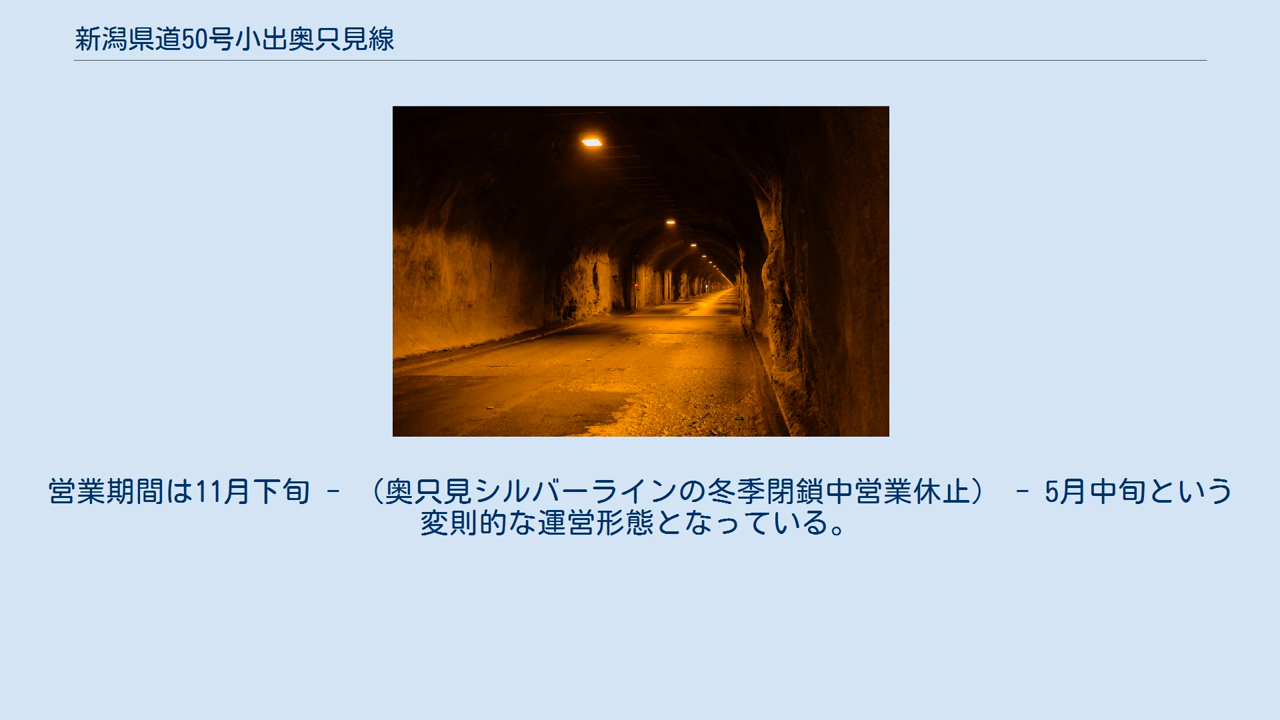 新潟県道50号小出奥只見線
営業期間は11月下旬 - （奥只見シルバーラインの冬季閉鎖中営業休止） - 5月中旬という
変則的な運営形態となっている。